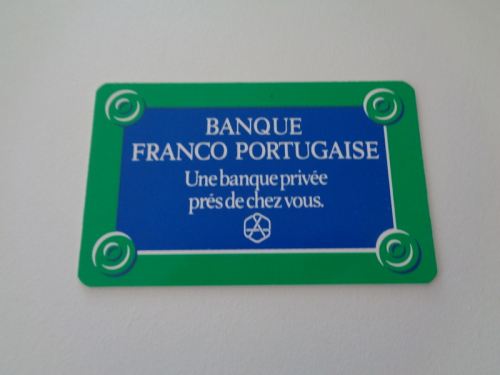 BANQUE
FRANCO PORTUGAISE
Une banque privée
prés de chez vous.